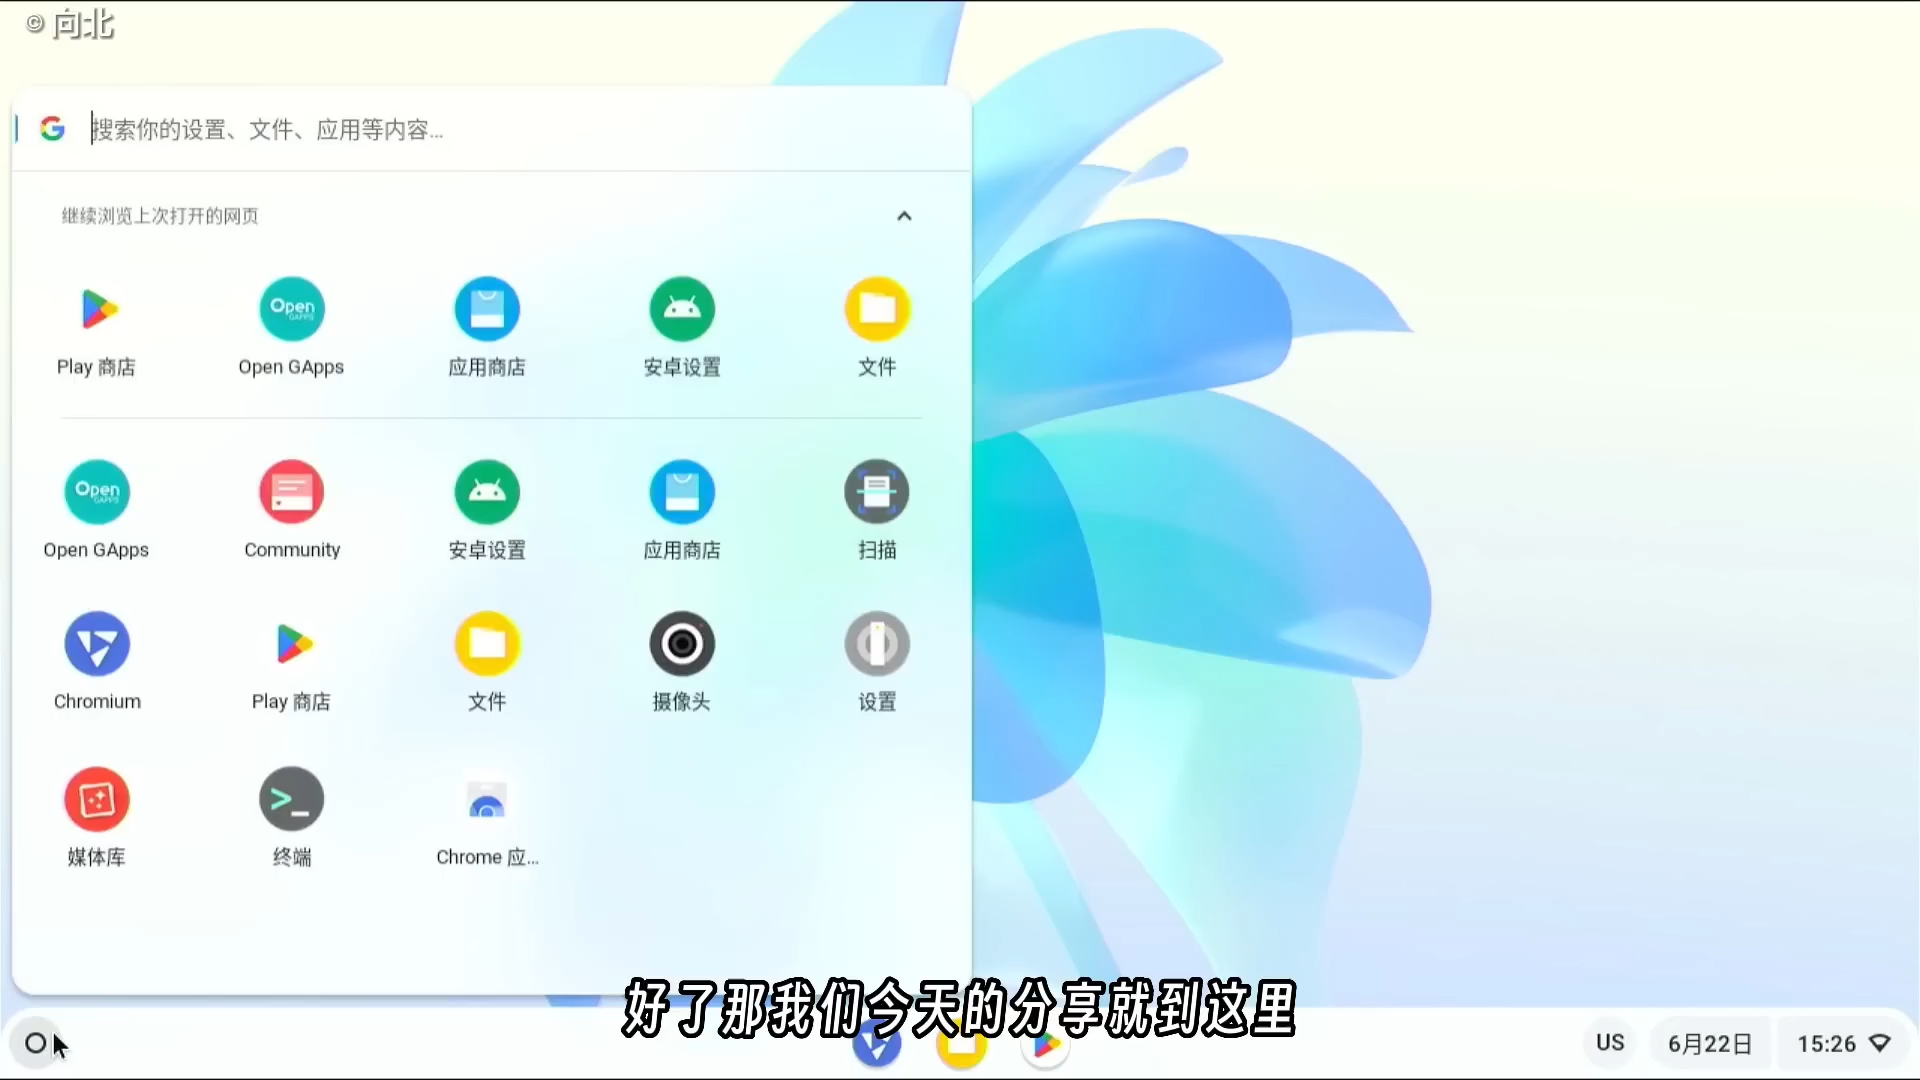 © 向北
搜索你的设置、文件、应用等内容...
继续浏览上次打开的网页
Open GAPPS
Play 商店 Open GApps 应用商店 安卓设置 文件
Open GAPPS
Open GApps Community 安卓设置 应用商店 扫描
Chromium Play 商店 文件 摄像头 设置
媒体库 终端 Chrome 应...
好了那我们今天的分享就到这里
US 6月22日 15:26